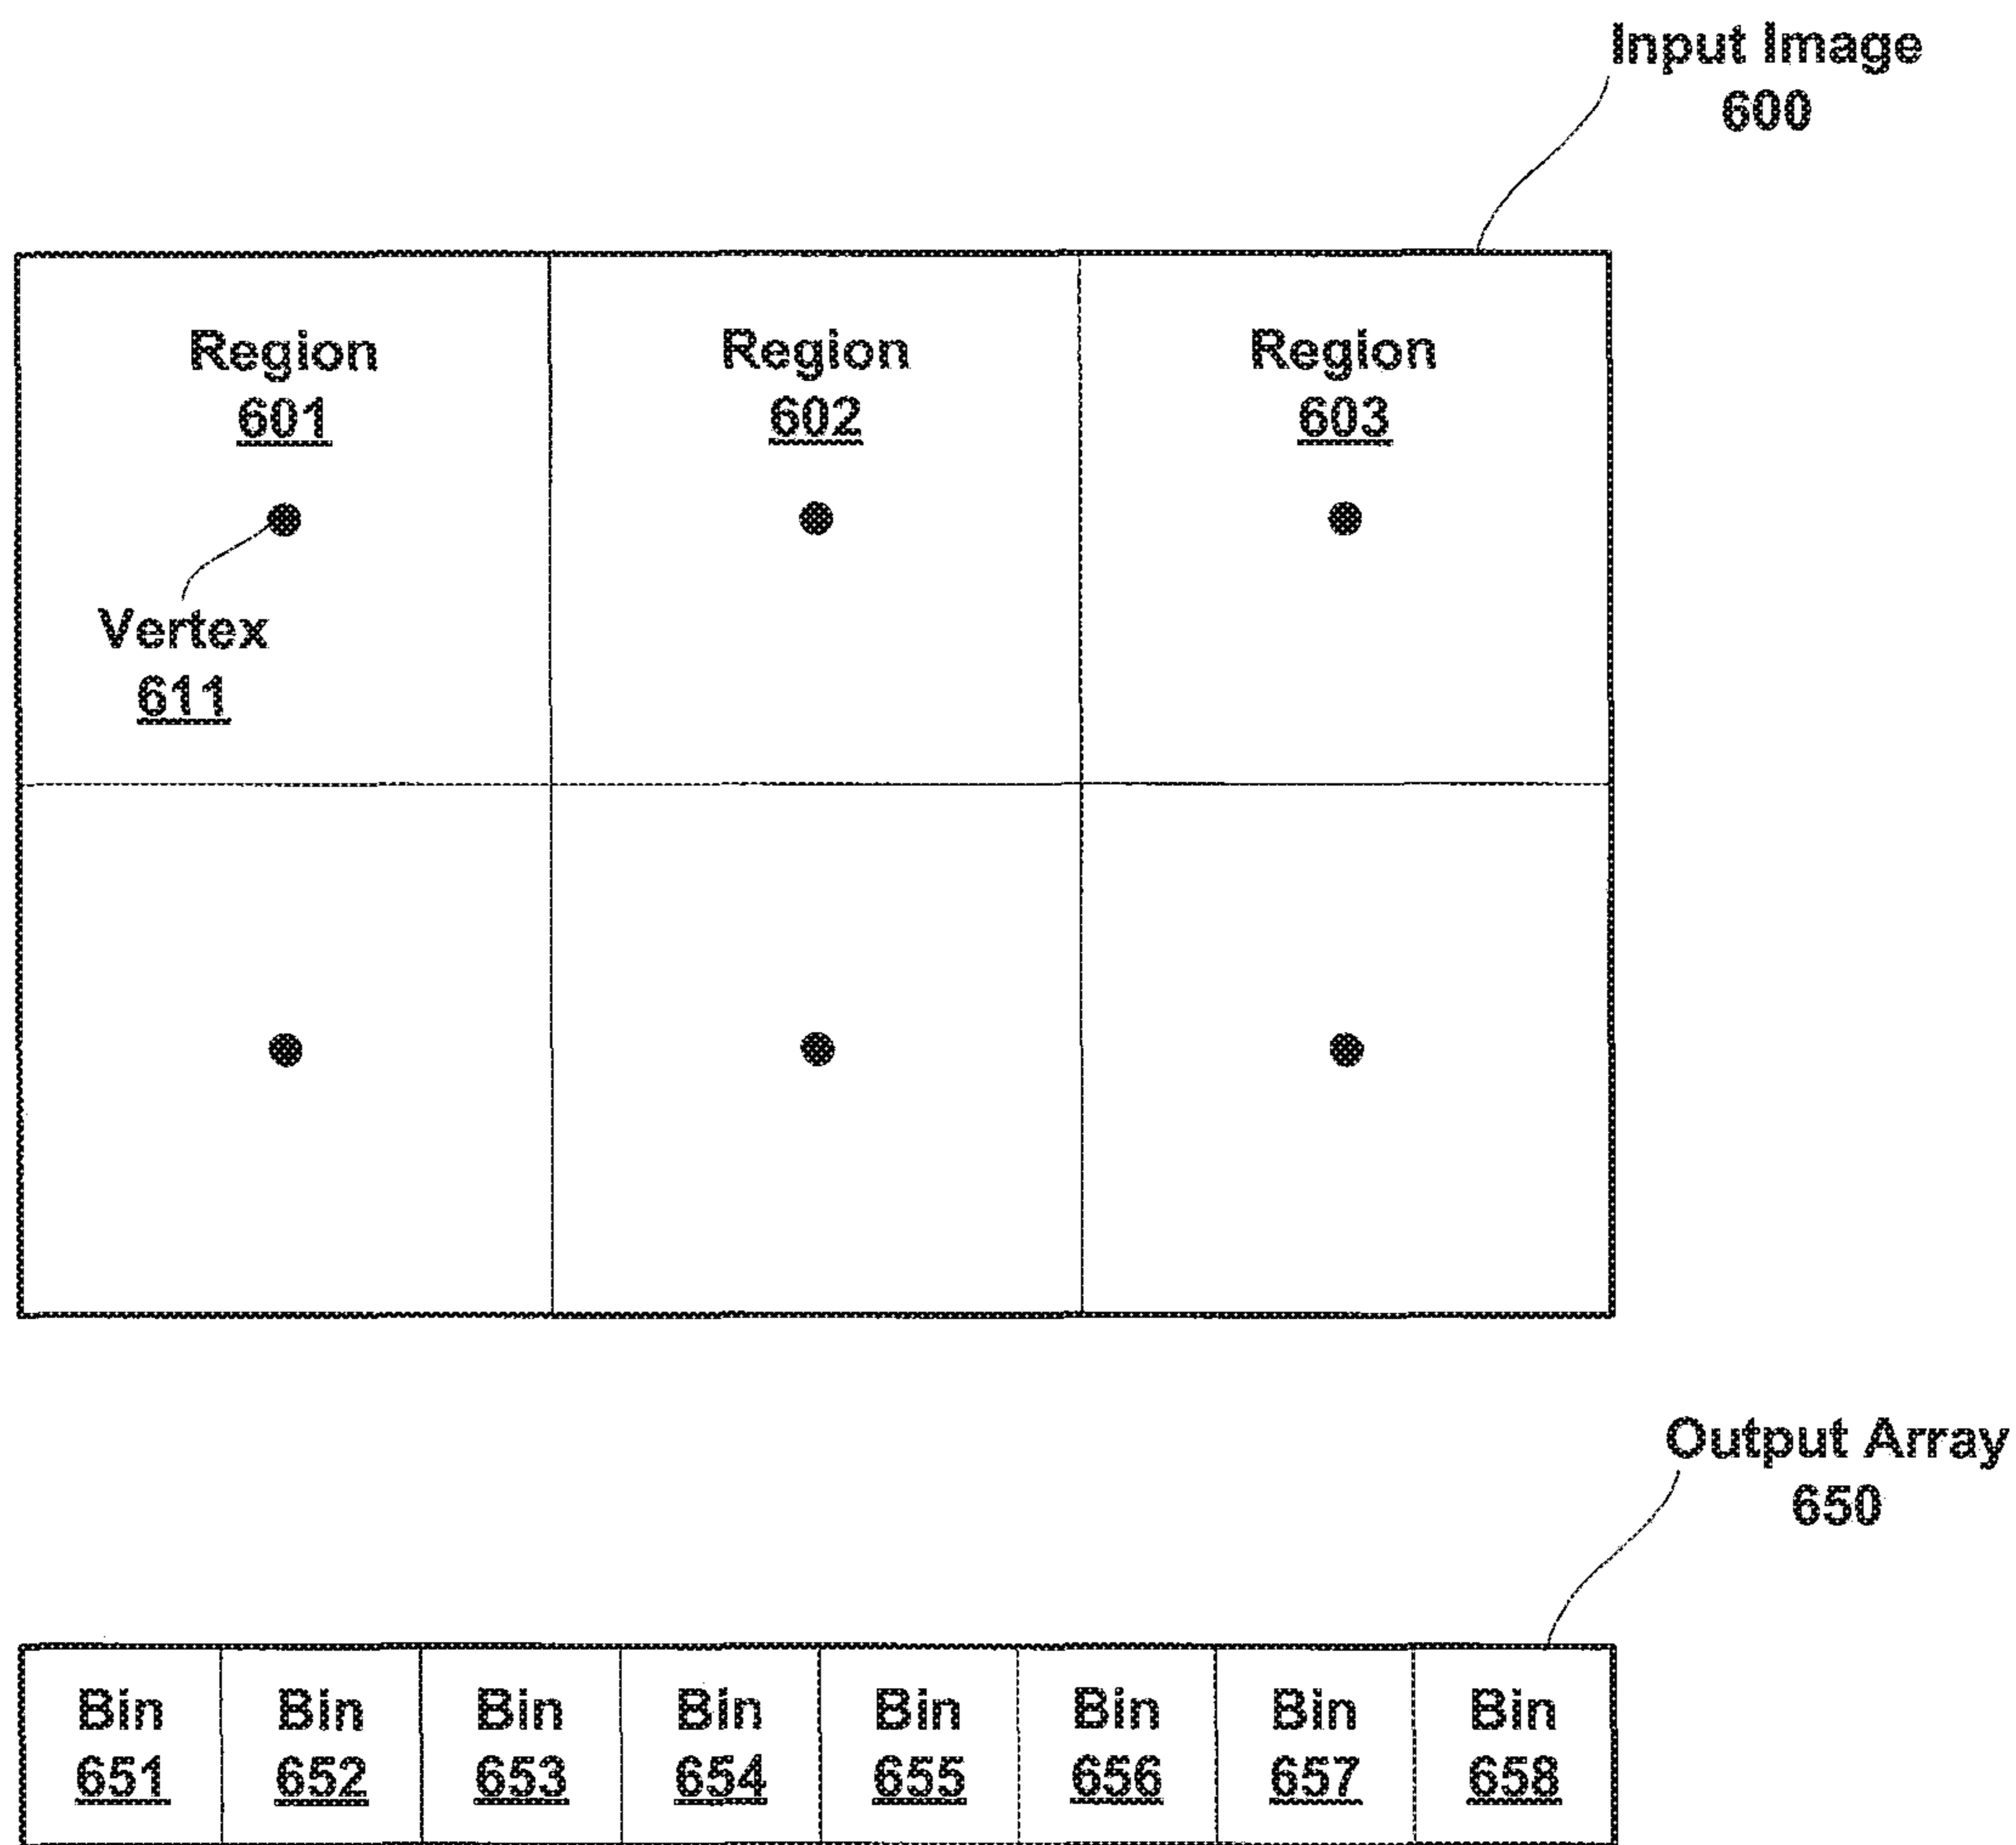 Input Image
600
Region
601
Region
602
Region
603
Vertex
611
Output Array
650
Bin
651
Bin
652
Bin
653
Bin
654
Bin
655
Bin
656
Bin
657
Bin
658